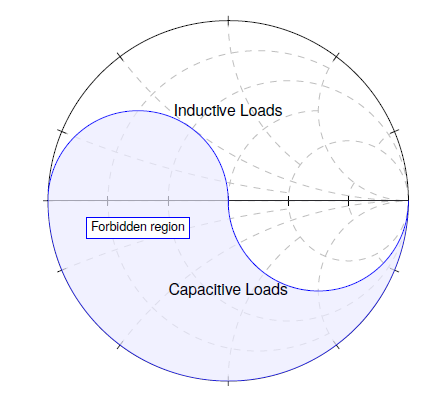 Inductive Loads
Forbidden region
Capacitive Loads